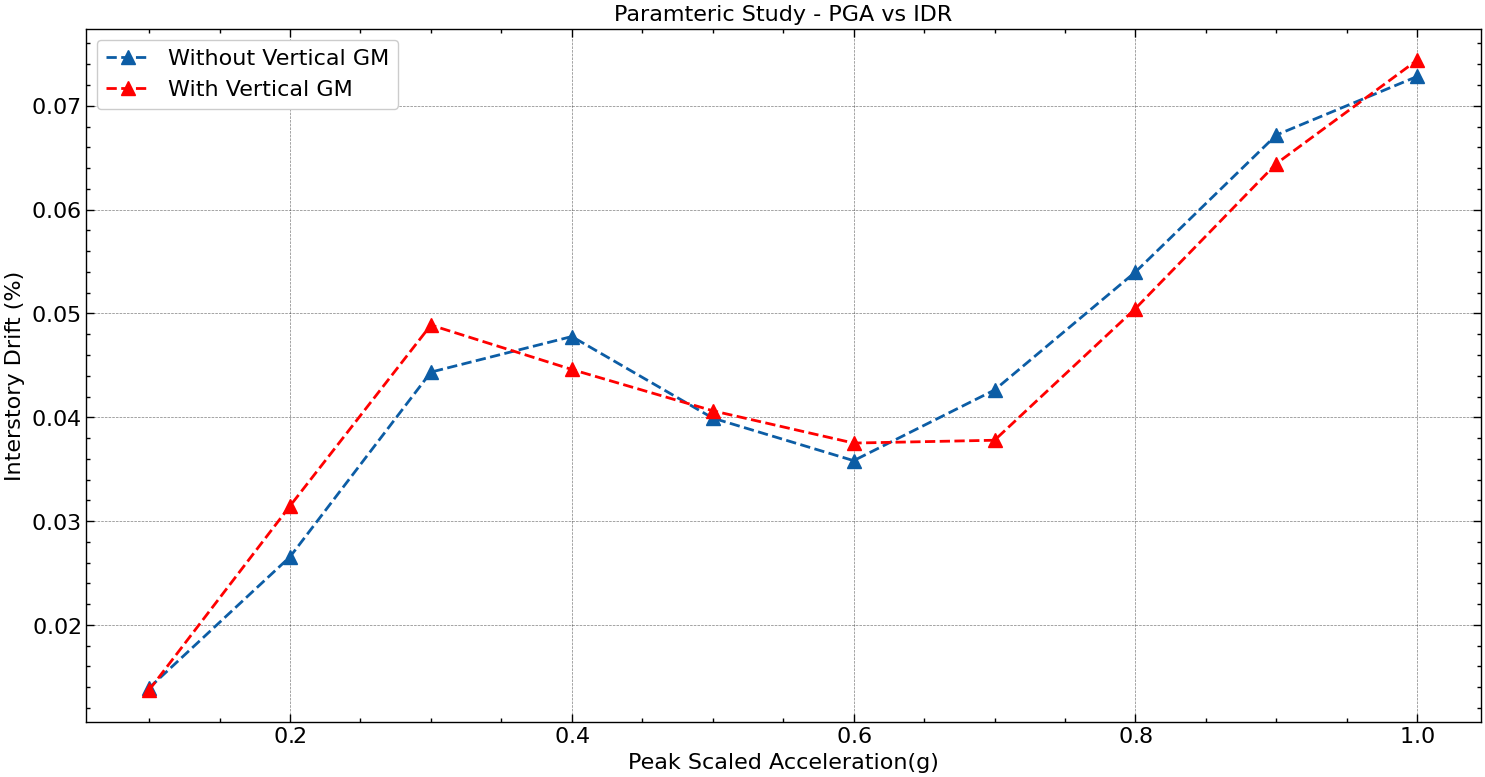 Paramteric Study - PGA vs IDR
Without Vertical GM
With Vertical GM
0.07
0.06
0.05
0.04
0.03
0.02
Interstory Drift (%)
0.2 0.4 0.6 0.8 1.0
Peak Scaled Acceleration(g)